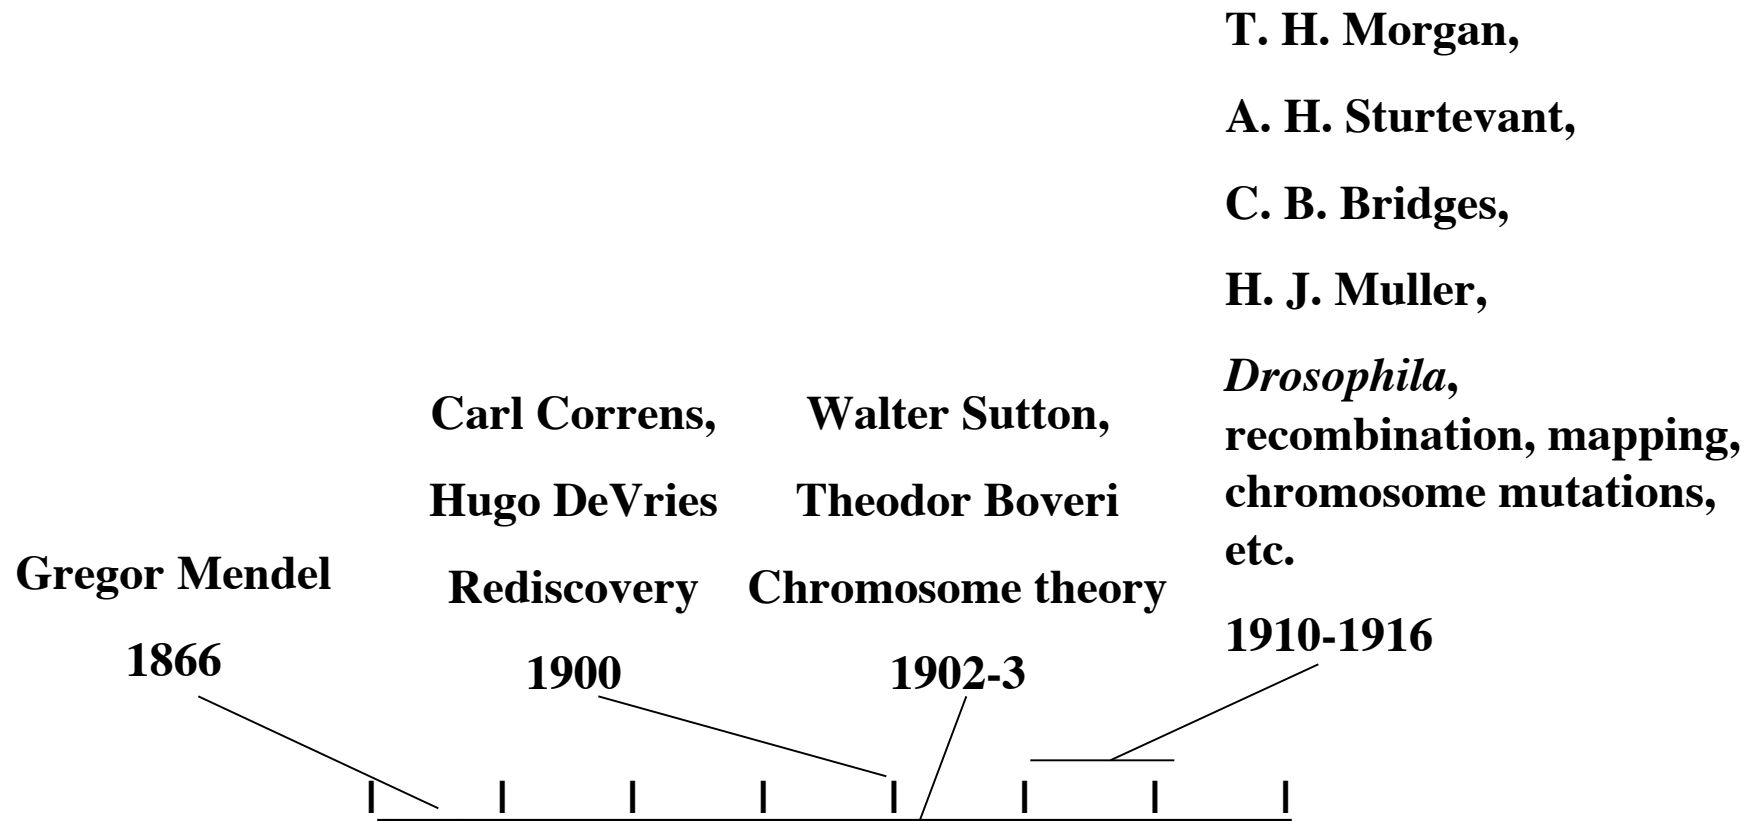 Gregor Mendel
1866
Carl Correns,
Hugo DeVries
Rediscovery
1900
Walter Sutton,
Theodor Boveri
Chromosome theory
1902-3
T. H. Morgan,
A. H. Sturtevant,
C. B. Bridges,
H. J. Muller,
Drosophila,
recombination, mapping,
chromosome mutations,
etc.
1910-1916